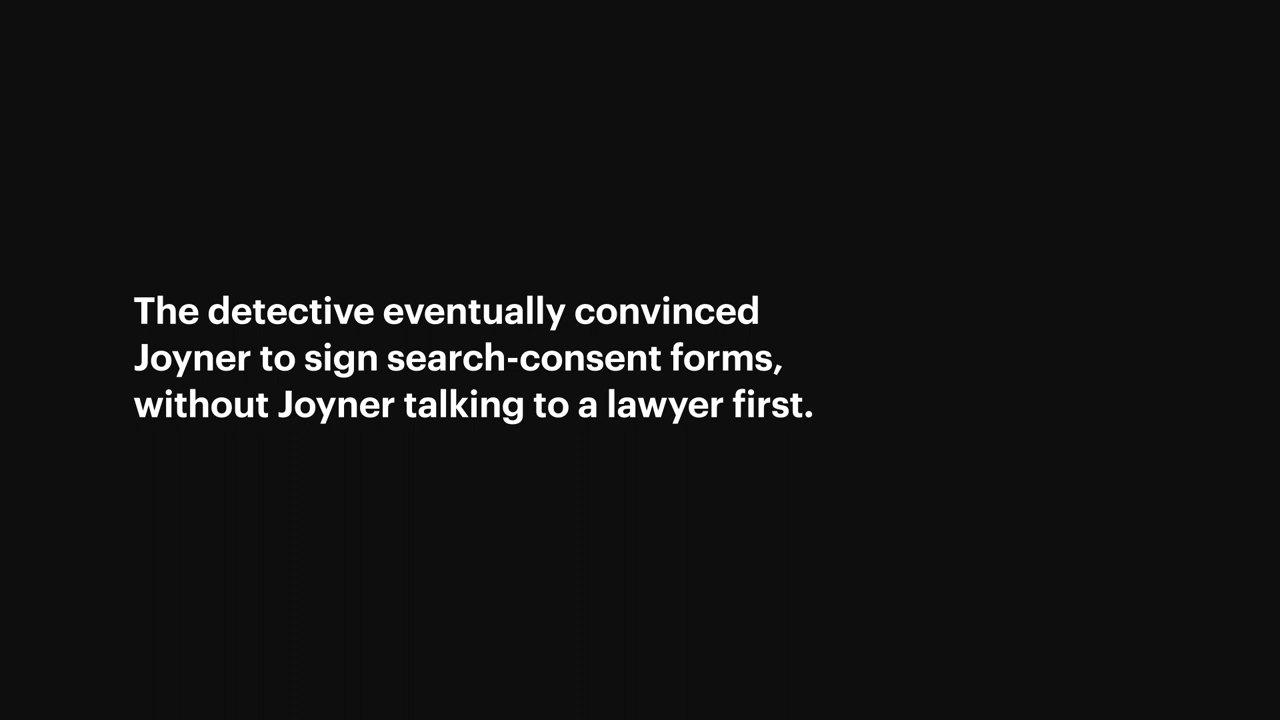 The detective eventually convinced
Joyner to sign search-consent forms,
without Joyner talking to a lawyer first.